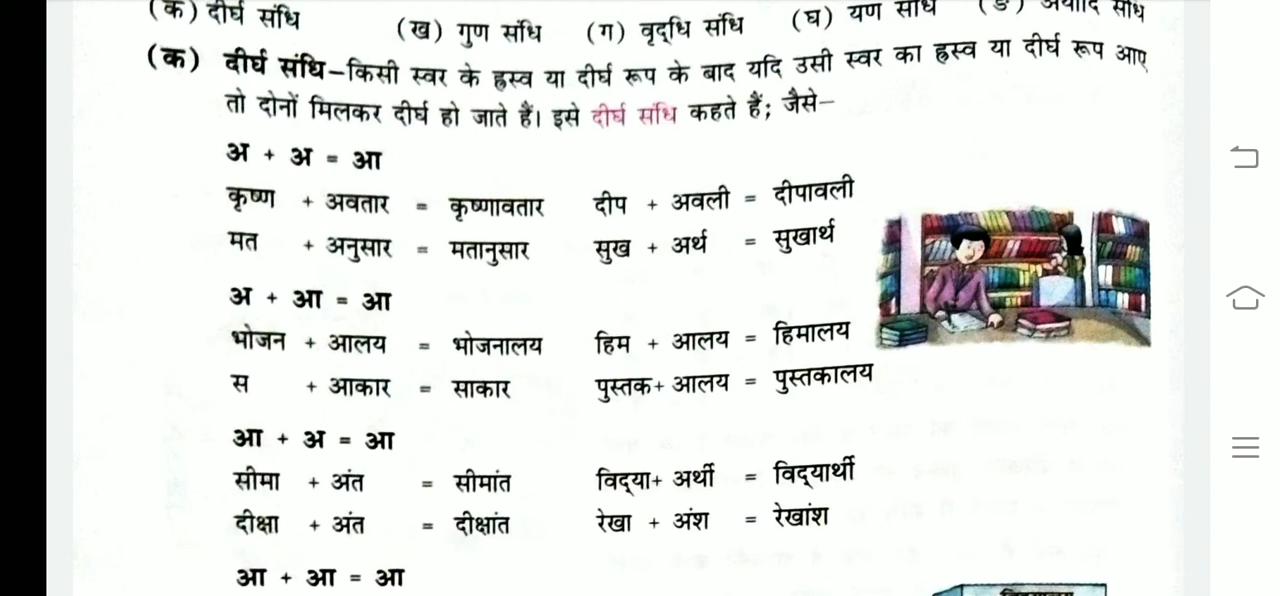 (क) दीर्घ संधि (ख) गुण संधि (ग) वृद्धि संधि (घ) यण संधि (ङ) अयादि संधि
(क) दीर्घ संधि–किसी स्वर के ह्रस्व या दीर्घ रूप के बाद यदि उसी स्वर का ह्रस्व या दीर्घ रूप आए
तो दोनों मिलकर दीर्घ हो जाते हैं। इसे दीर्घ संधि कहते हैं; जैसे–
अ + अ = आ
कृष्ण + अवतार = कृष्णावतार दीप + अवली = दीपावली
मत + अनुसार = मतानुसार सुख + अर्थ = सुखार्थ
अ + आ = आ
भोजन + आलय = भोजनालय हिम + आलय = हिमालय
स + आकार = साकार पुस्तक+ आलय = पुस्तकालय
आ + अ = आ
सीमा + अंत = सीमांत विद्‌या+ अर्थी = विद्‌यार्थी
दीक्षा + अंत = दीक्षांत रेखा + अंश = रेखांश
आ + आ = आ